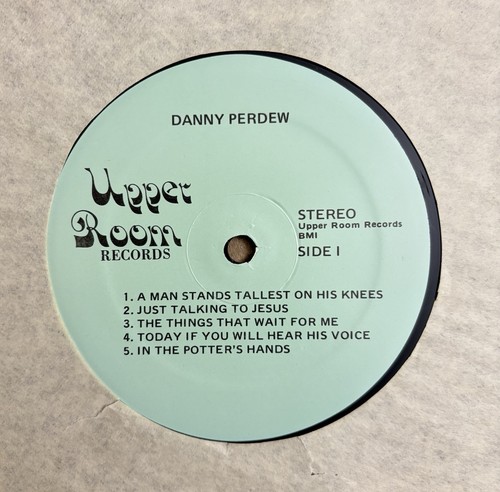 DANNY PERDEW
Upper
Room
RECORDS
STEREO
Upper Room Records
BMI
SIDE I
1. A MAN STANDS TALLEST ON HIS KNEES
2. JUST TALKING TO JESUS
3. THE THINGS THAT WAIT FOR ME
4. TODAY IF YOU WILL HEAR HIS VOICE
5. IN THE POTTER'S HANDS